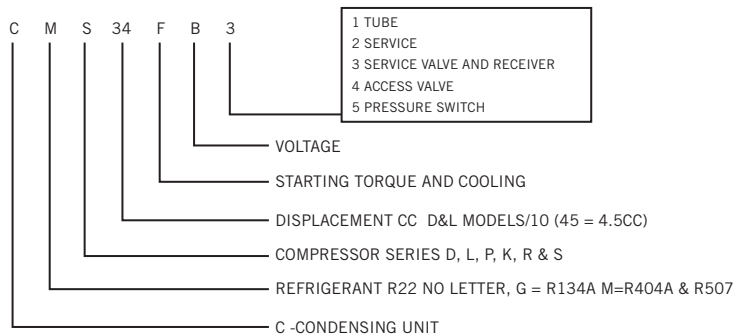 C M S 34 F B 3
1 TUBE
2 SERVICE
3 SERVICE VALVE AND RECEIVER
4 ACCESS VALVE
5 PRESSURE SWITCH
VOLTAGE
STARTING TORQUE AND COOLING
DISPLACEMENT CC D&L MODELS/10 (45 = 4.5CC)
COMPRESSOR SERIES D, L, P, K, R & S
REFRIGERANT R22 NO LETTER, G = R134A M=R404A & R507
C -CONDENSING UNIT